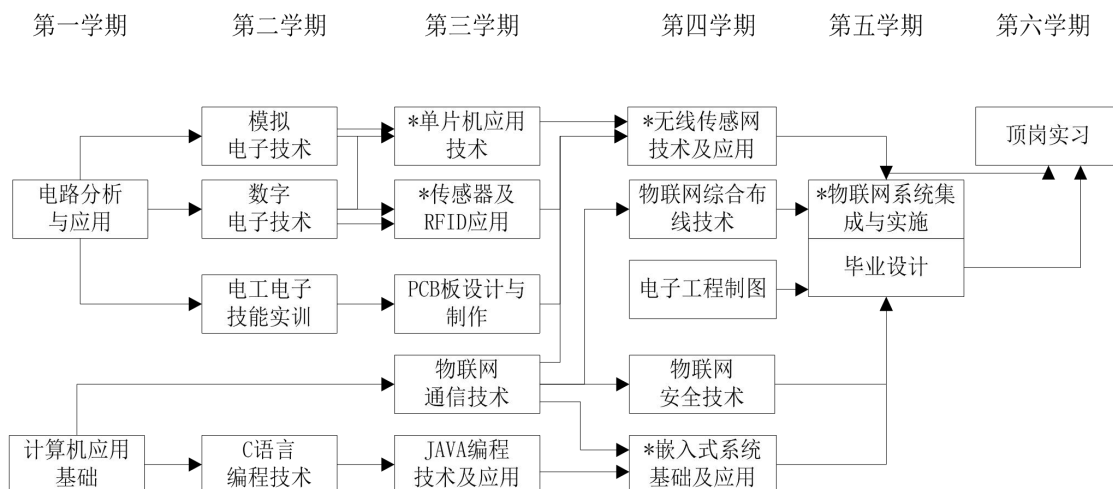 第一学期
第二学期
第三学期
第四学期
第五学期
第六学期
模拟
电子技术
*单片机应用
技术
*无线传感网
技术及应用
顶岗实习
电路分析
与应用
数字
电子技术
*传感器及
RFID应用
物联网综合布
线技术
*物联网系统集
成与实施
毕业设计
电工电子
技能实训
PCB板设计与
制作
电子工程制图
物联网
通信技术
物联网
安全技术
计算机应用
基础
C语言
编程技术
JAVA编程
技术及应用
*嵌入式系统
基础及应用